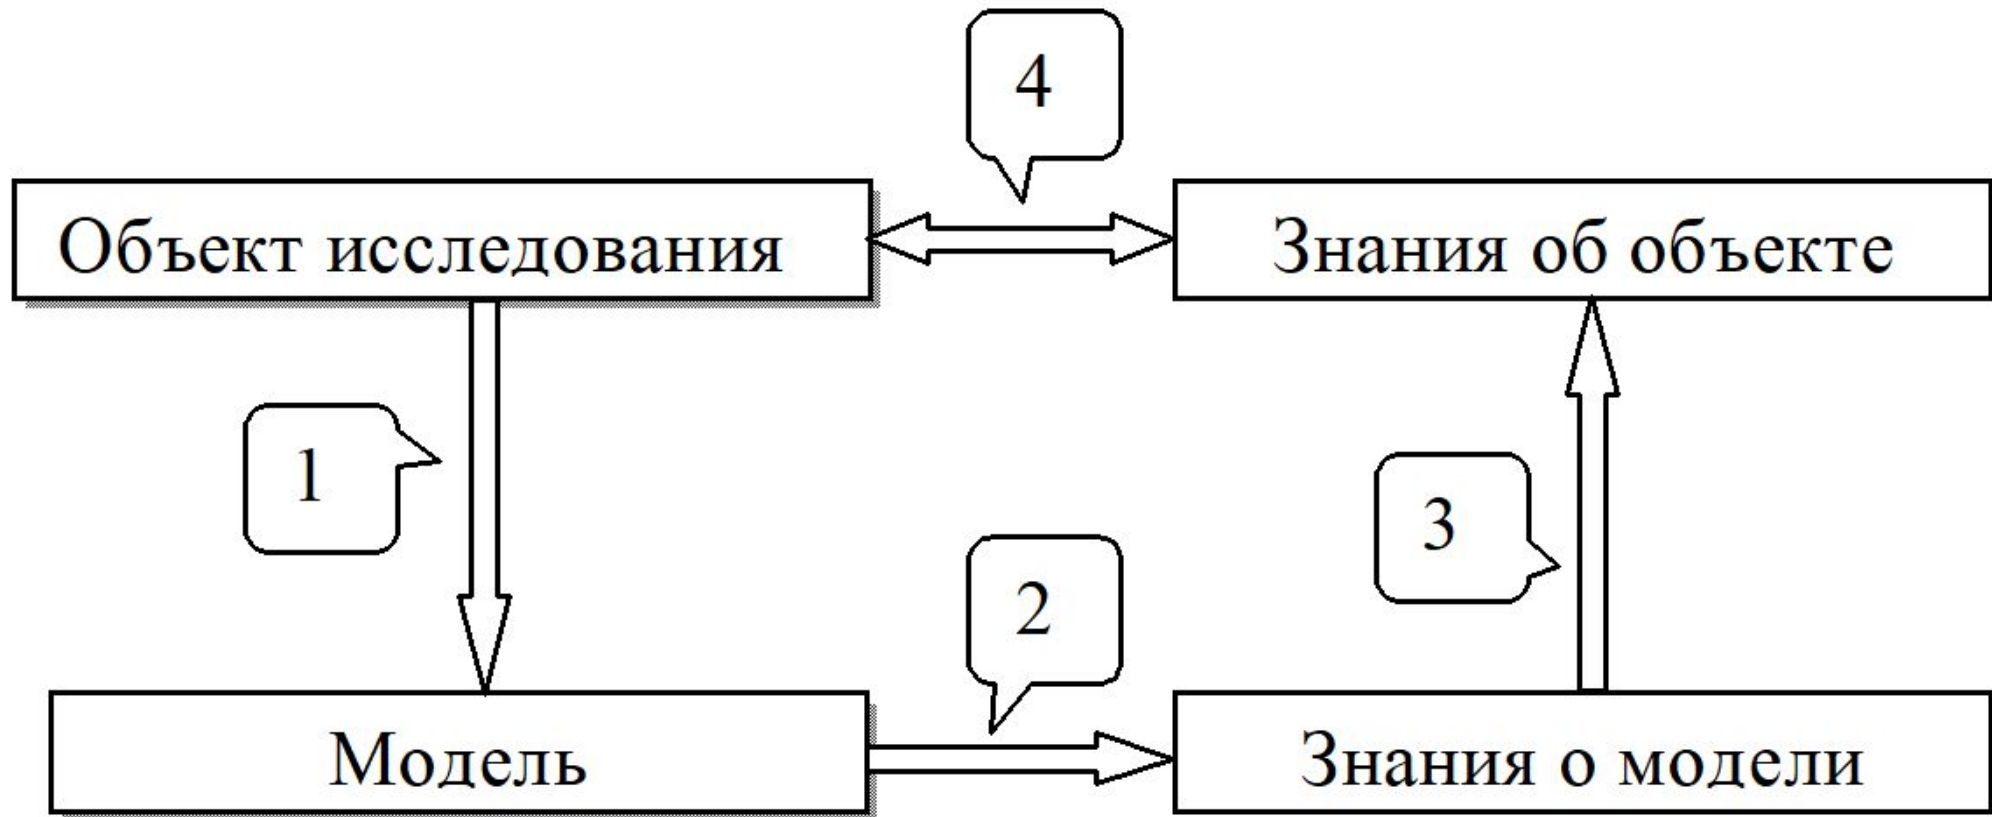 4
Объект исследования
Знания об объекте
1
3
2
Модель
Знания о модели